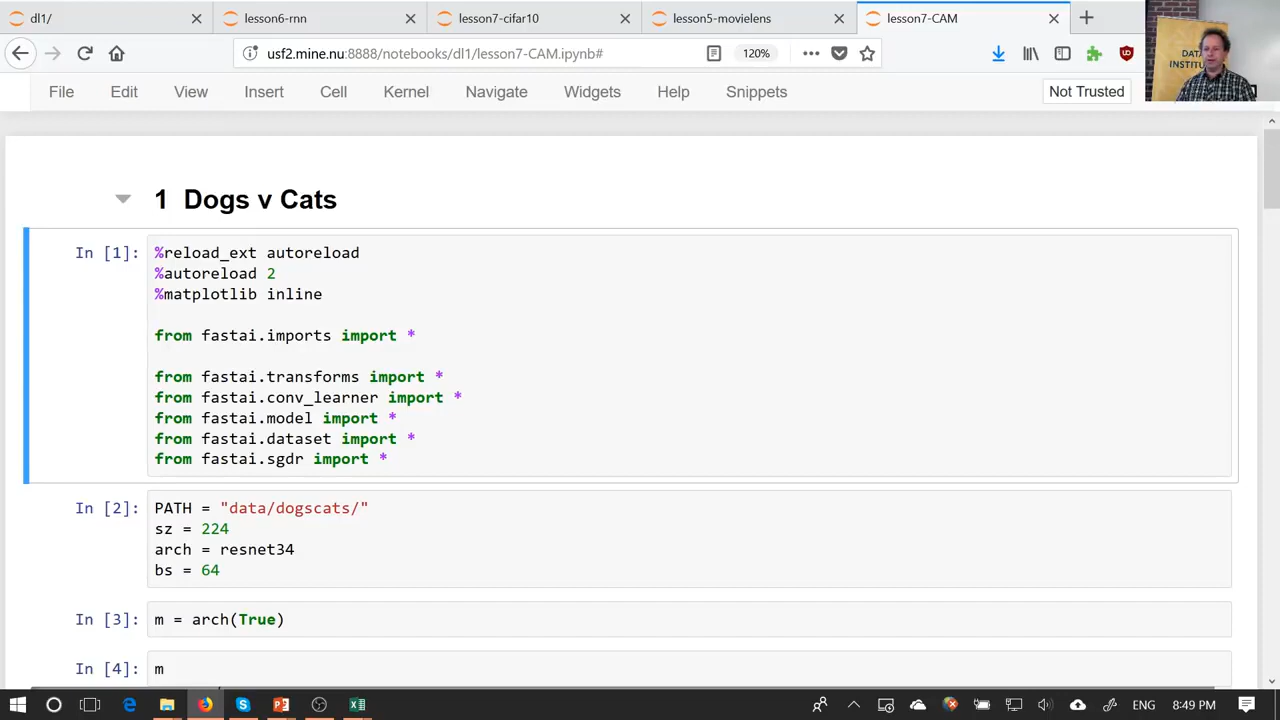 dl1/
lesson6-rnn
lesson7-cifar10
lesson5-movielens
lesson7-CAM
usf2.mine.nu:8888/notebooks/dl1/lesson7-CAM.ipynb#
120%
DATA
INSTITU
File Edit View Insert Cell Kernel Navigate Widgets Help Snippets
Not Trusted
1 Dogs v Cats
In [1]:
%reload_ext autoreload
%autoreload 2
%matplotlib inline
from fastai.imports import *
from fastai.transforms import *
from fastai.conv_learner import *
from fastai.model import *
from fastai.dataset import *
from fastai.sgdr import *
In [2]:
PATH = "data/dogscats/"
sz = 224
arch = resnet34
bs = 64
In [3]:
m = arch(True)
In [4]:
m
ENG
8:49 PM